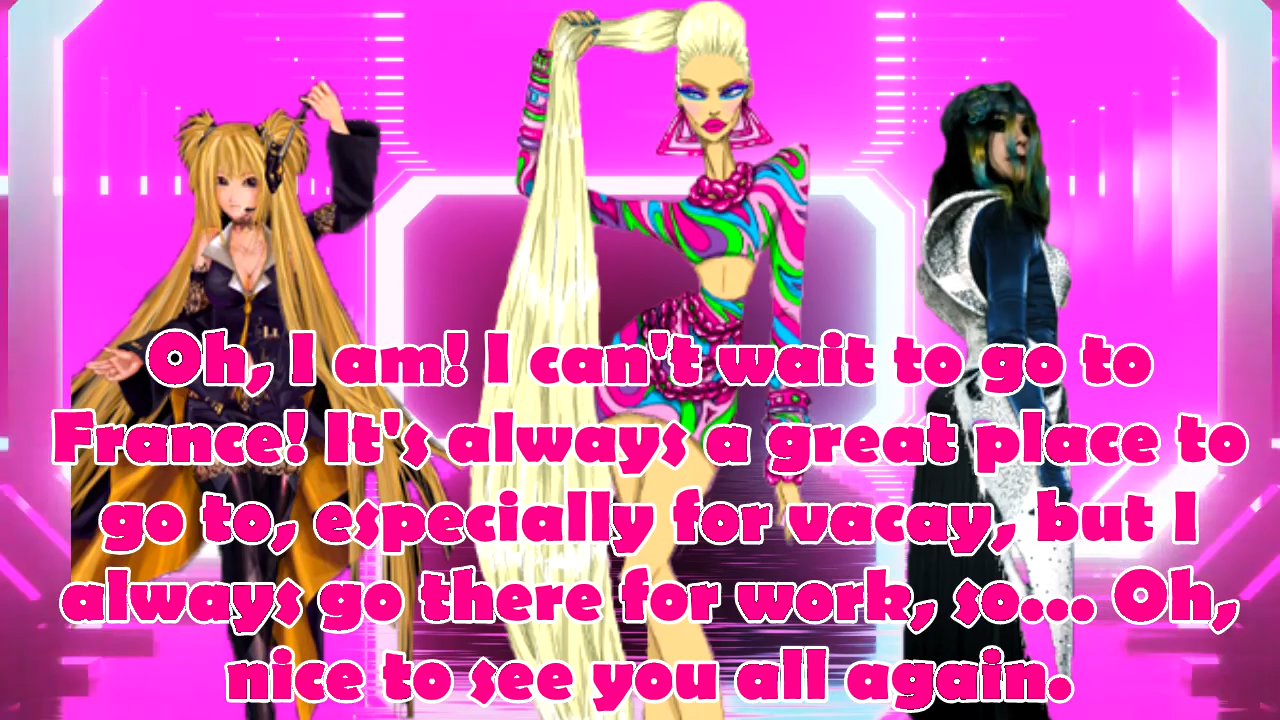 Oh, I am! I can't wait to go to
France! It's always a great place to
go to, especially for vacay, but I
always go there for work, so... Oh,
nice to see you all again.